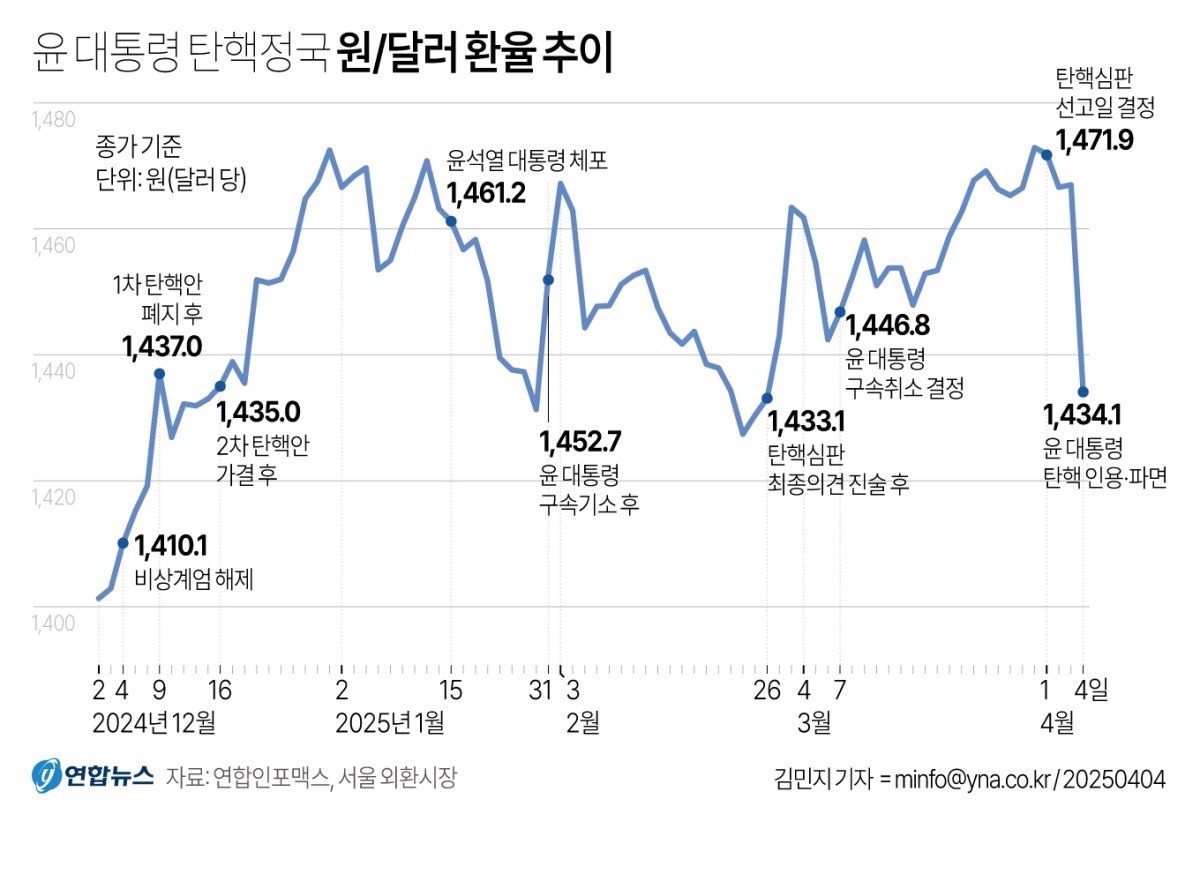 윤 대통령 탄핵정국 원/달러 환율 추이
종가 기준
단위: 원(달러 당)
1,480
1,460
1,440
1,420
1,400
비상계엄 해제
1,410.1
1차 탄핵안
폐지 후
1,437.0
1,435.0
2차 탄핵안
가결 후
윤석열 대통령 체포
1,461.2
1,452.7
윤 대통령
구속기소 후
1,433.1
탄핵심판
최종의견 진술 후
1,446.8
윤 대통령
구속취소 결정
탄핵심판
선고일 결정
1,471.9
1,434.1
윤 대통령
탄핵 인용·파면
2 4 9 16 2 15 31 3 26 4 7 1 4일
2024년 12월 2025년 1월 2월 3월 4월
연합뉴스 자료: 연합인포맥스, 서울 외환시장
김민지 기자 = minfo@yna.co.kr / 20250404